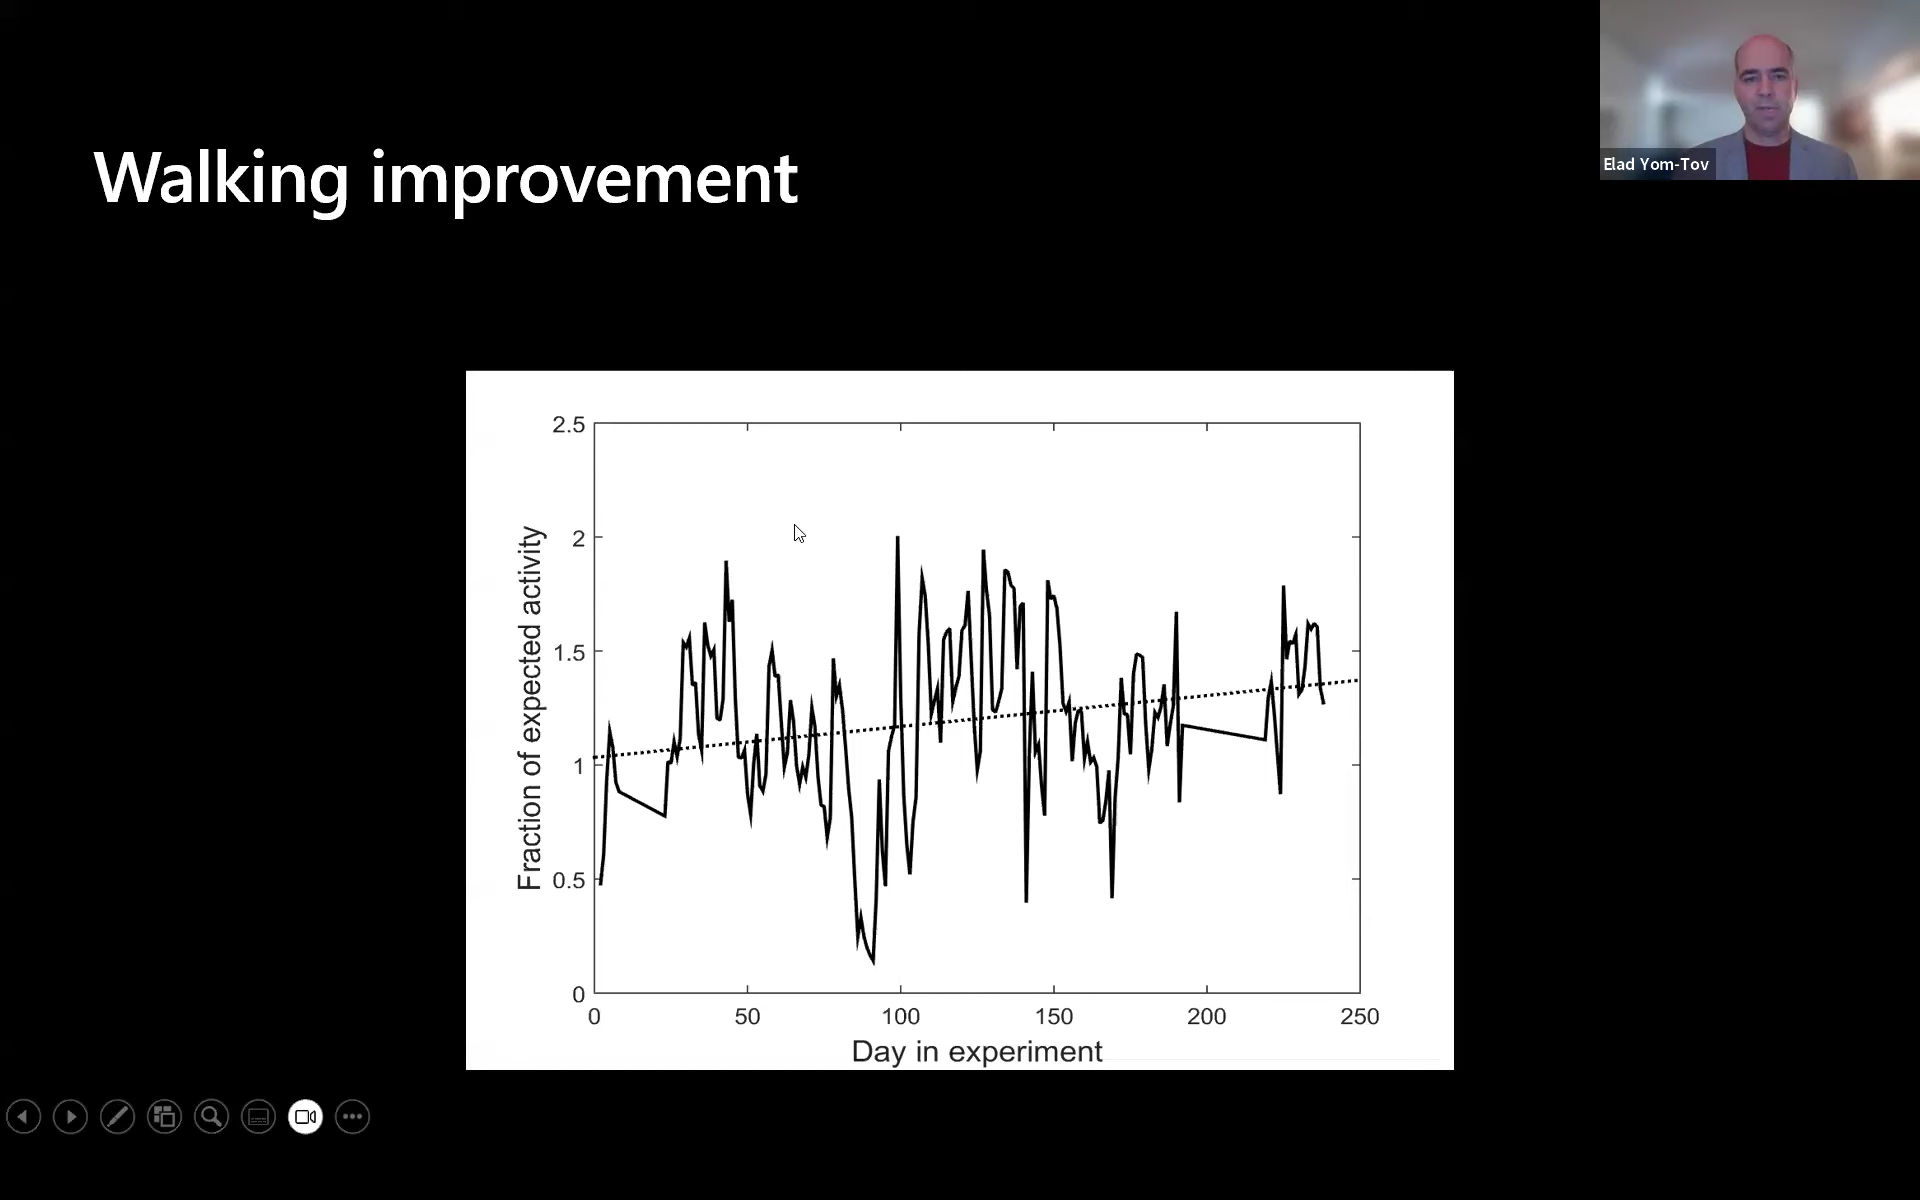 Elad Yom-Tov
Walking improvement
2.5
2
1.5
1
0.5
0
Fraction of expected activity
0 50 100 150 200 250
Day in experiment